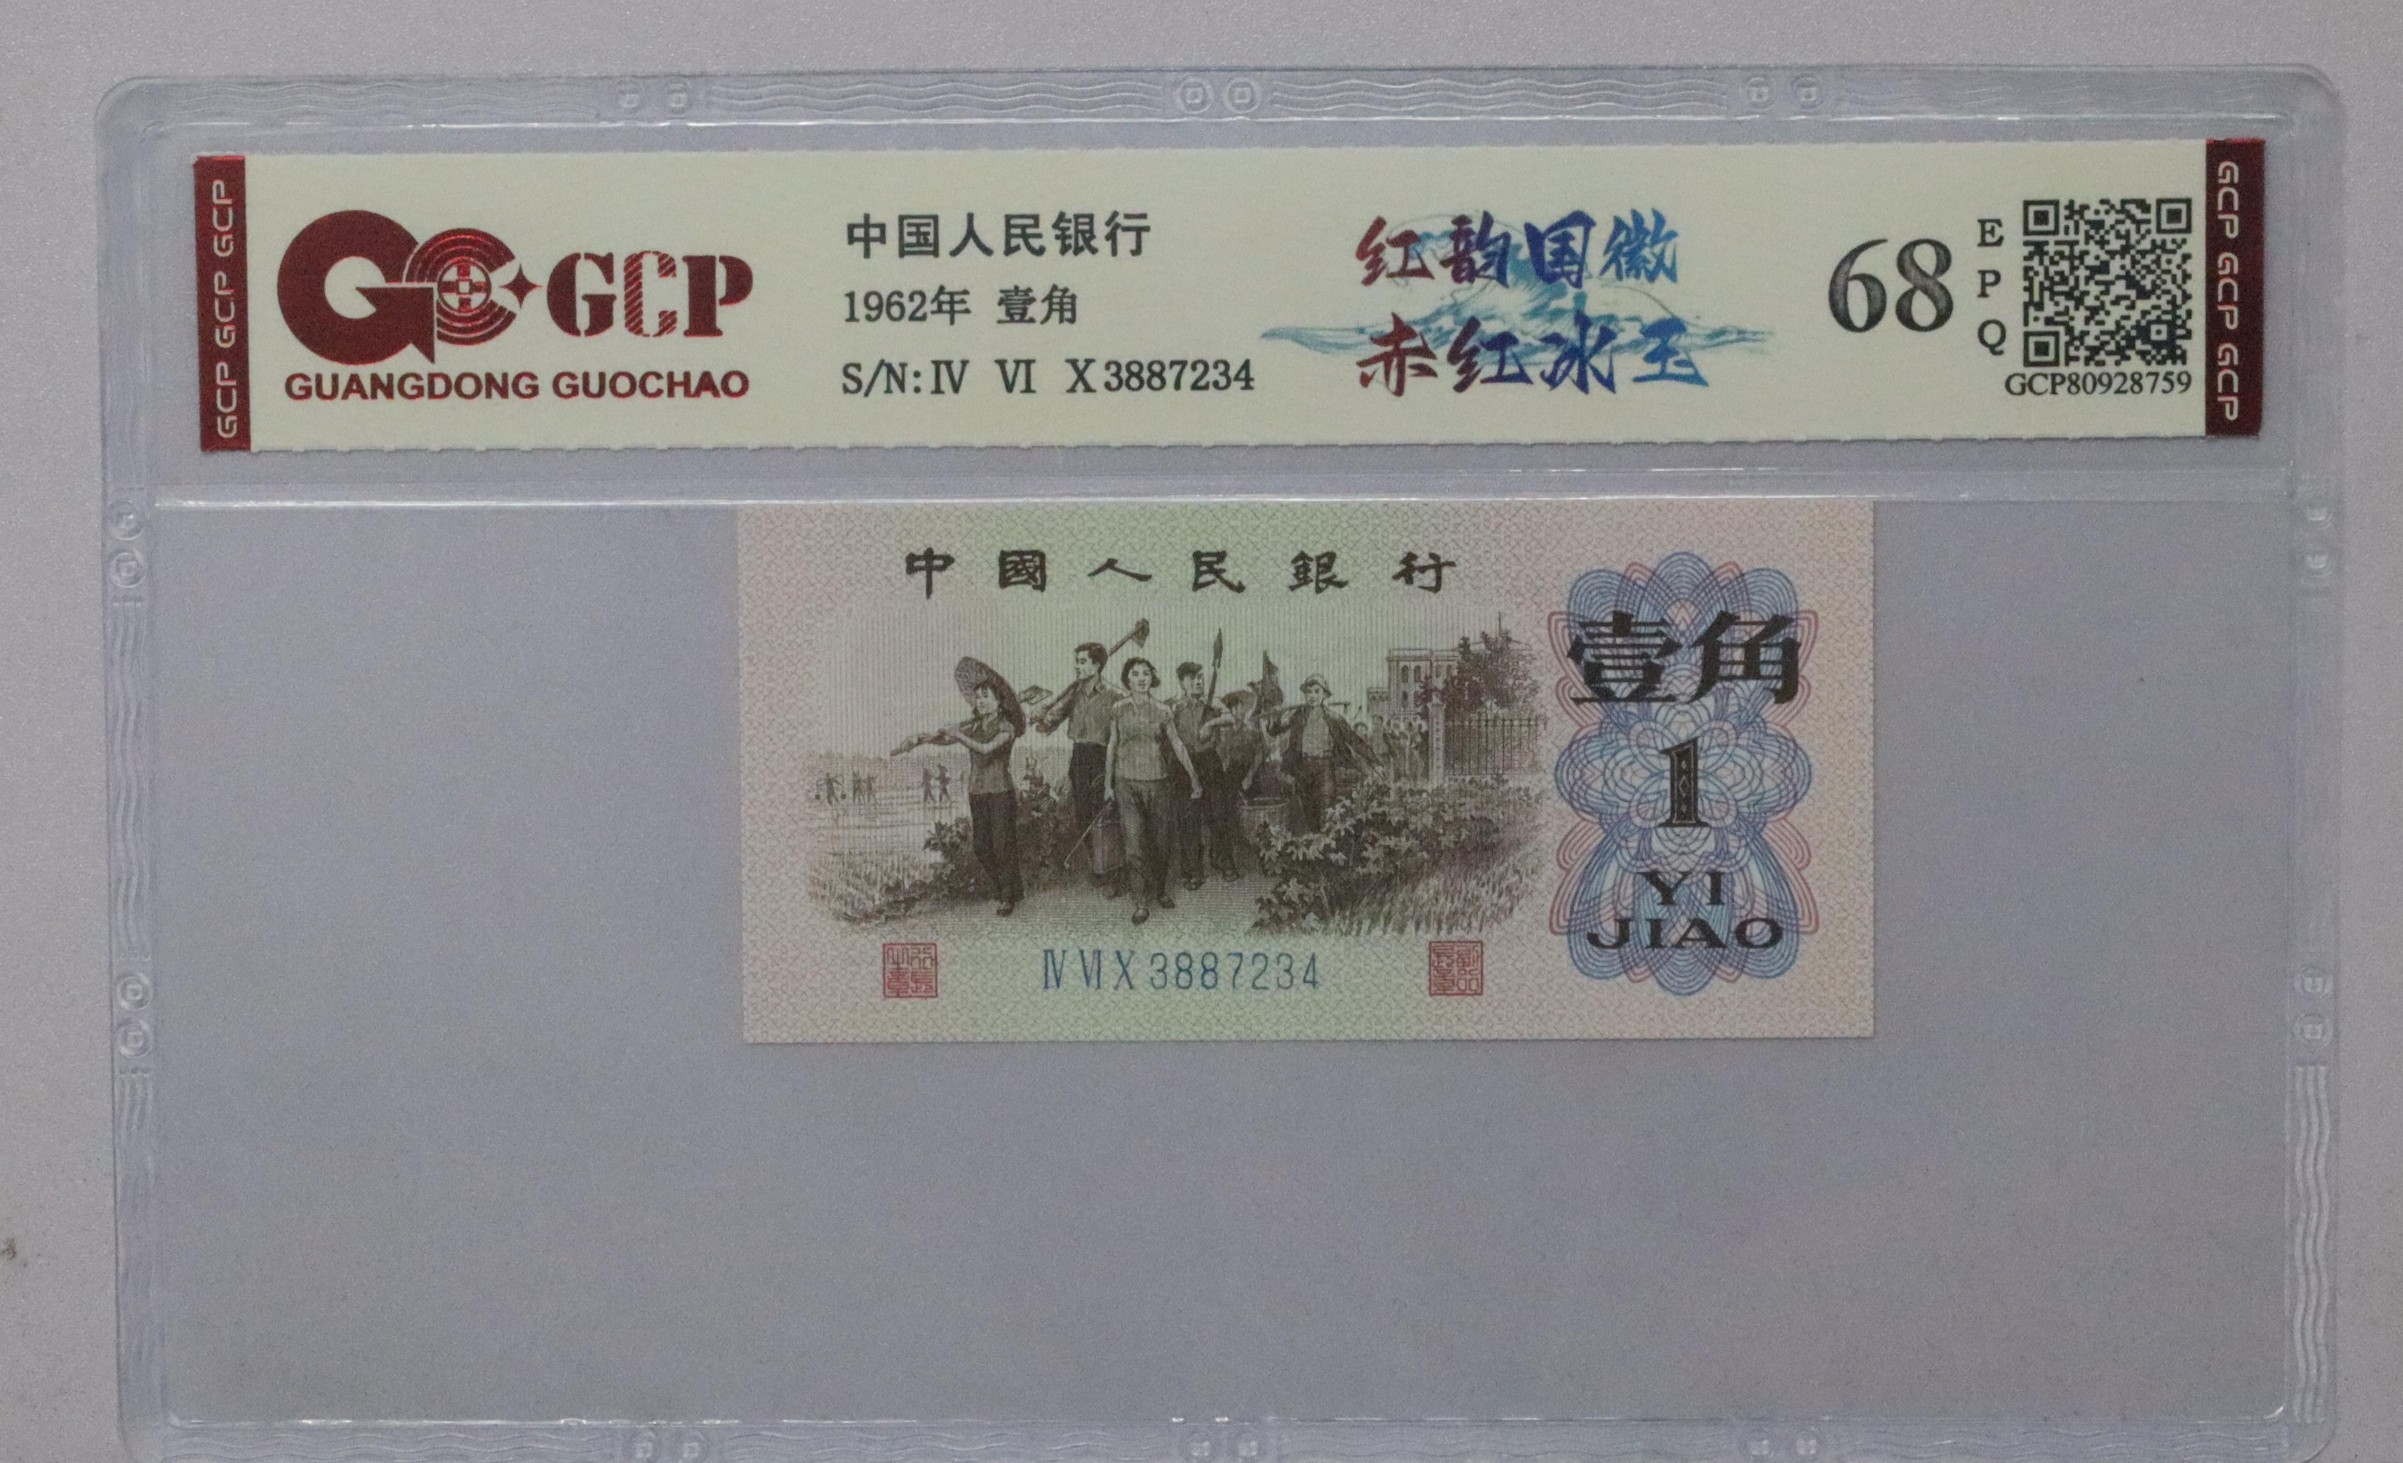 GCP GCP GCP
GCP
GUANGDONG GUOCHAO
中国人民银行
1962年 壹角
S/N: IV VI X 3887234
红韵国徽
赤红冰玉
68
EPQ
GCP80928759
GCP GCP GCP
中國人民銀行
壹角
1
YI
JIAO
Ⅳ Ⅵ X 3887234